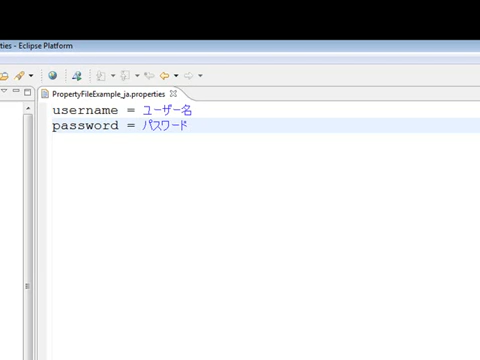 ties - Eclipse Platform
PropertyFileExample_ja.properties
username = ユーザー名
password = パスワード